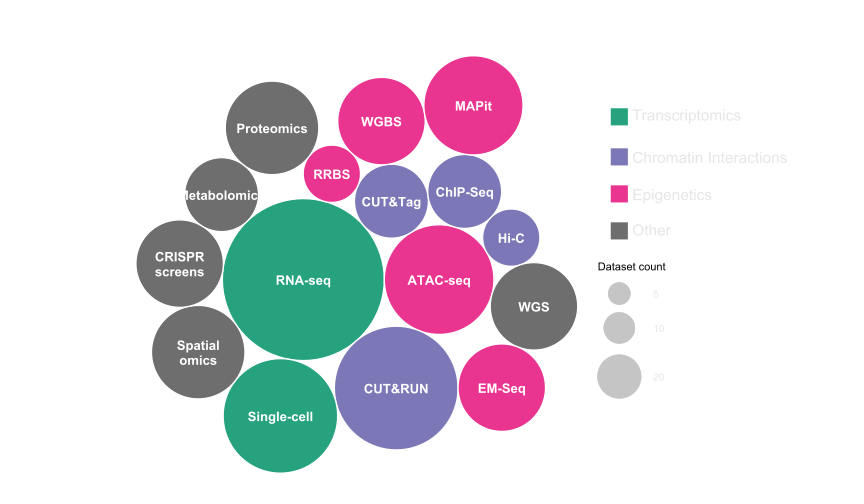 MAPit
WGBS
Proteomics
RRBS
Metabolomic
CUT&Tag
ChIP-Seq
Hi-C
CRISPR
screens
RNA-seq
ATAC-seq
WGS
Spatial
omics
CUT&RUN
EM-Seq
Single-cell
Transcriptomics
Chromatin Interactions
Epigenetics
Other
Dataset count
5
10
20